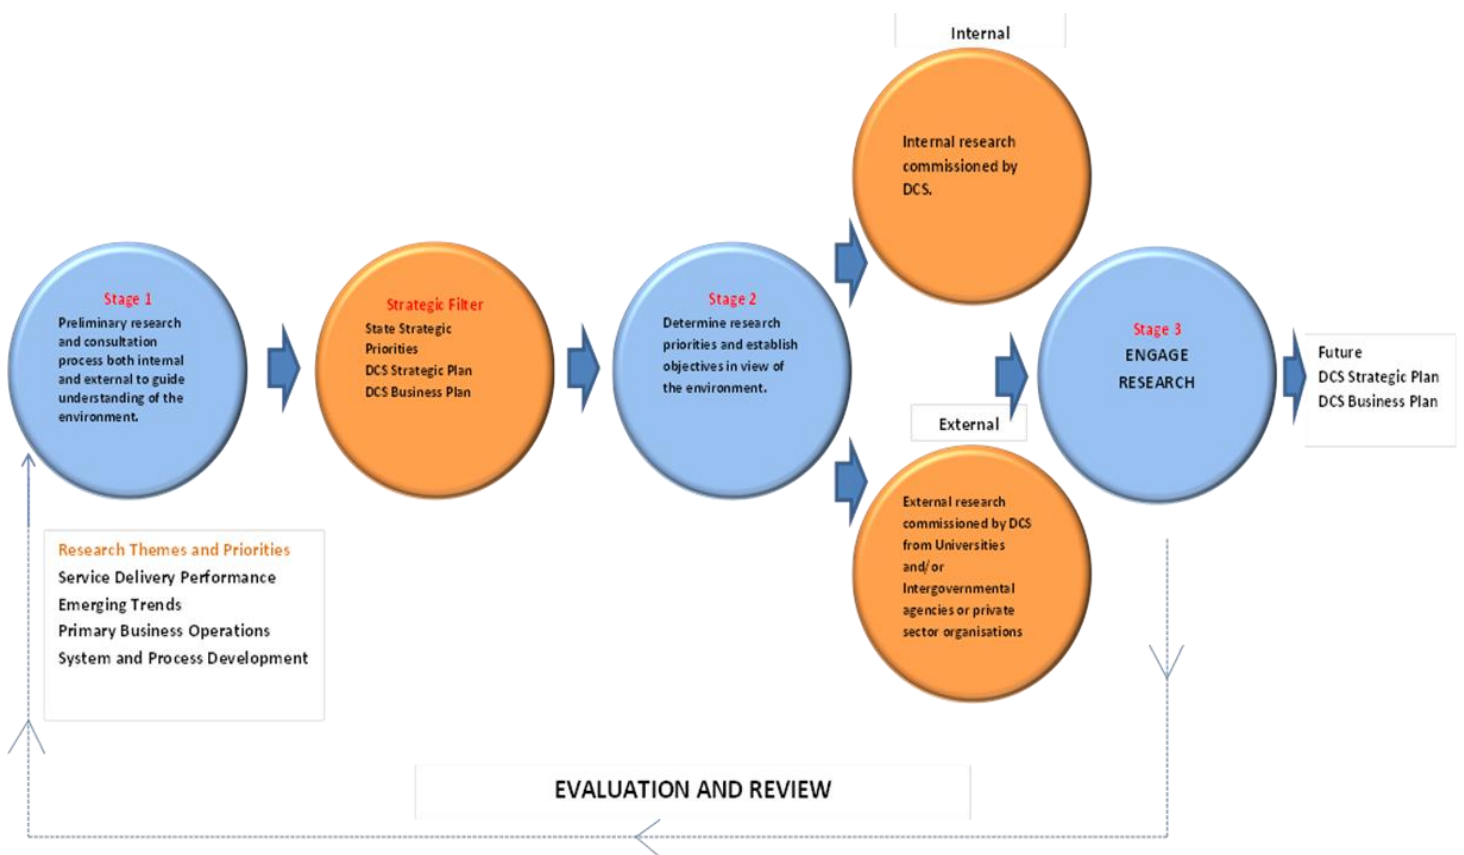 Internal
Internal research
commissioned by
DCS.
Stage 1
Preliminary research
and consultation
process both internal
and external to guide
understanding of the
environment.
Strategic Filter
State Strategic
Priorities
DCS Strategic Plan
DCS Business Plan
Stage 2
Determine research
priorities and establish
objectives in view of
the environment.
External
External research
commissioned by DCS
from Universities
and/or
Intergovernmental
agencies or private
sector organisations
Stage 3
ENGAGE
RESEARCH
Future
DCS Strategic Plan
DCS Business Plan
Research Themes and Priorities
Service Delivery Performance
Emerging Trends
Primary Business Operations
System and Process Development
EVALUATION AND REVIEW